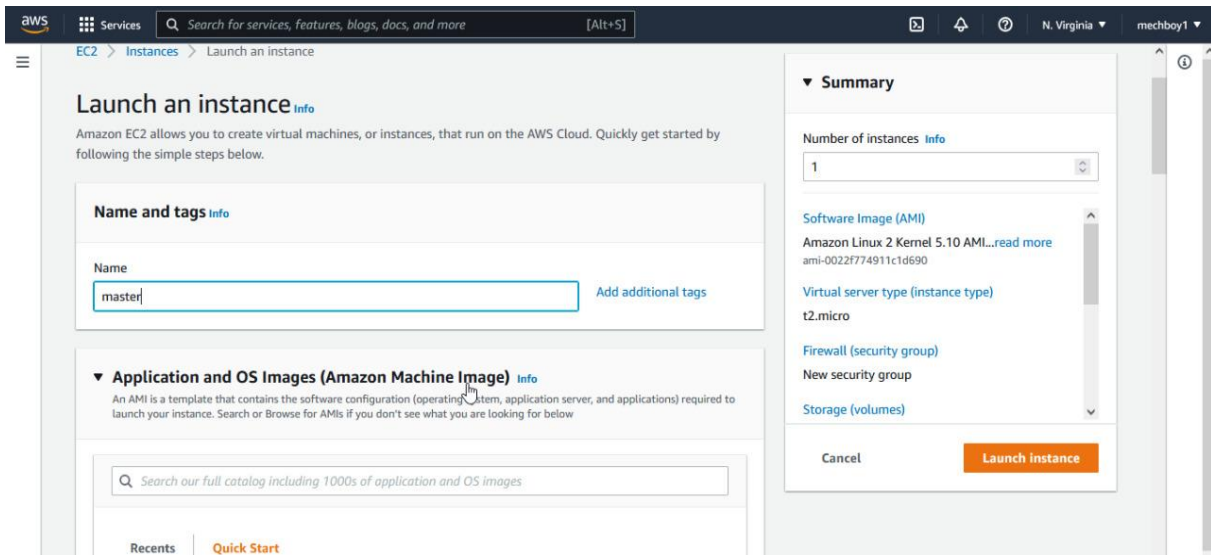 aws Services Search for services, features, blogs, docs, and more [Alt+S] N. Virginia ▼ mechboy1 ▼
EC2 > Instances > Launch an instance
Launch an instance Info
Amazon EC2 allows you to create virtual machines, or instances, that run on the AWS Cloud. Quickly get started by
following the simple steps below.
Name and tags Info
Name
master
Add additional tags
▼ Application and OS Images (Amazon Machine Image) Info
An AMI is a template that contains the software configuration (operating system, application server, and applications) required to
launch your instance. Search or Browse for AMIs if you don't see what you are looking for below
Search our full catalog including 1000s of application and OS images
Recents Quick Start
▼ Summary
Number of instances Info
1
Software Image (AMI)
Amazon Linux 2 Kernel 5.10 AMI...read more
ami-0022f774911c1d690
Virtual server type (instance type)
t2.micro
Firewall (security group)
New security group
Storage (volumes)
Cancel Launch instance